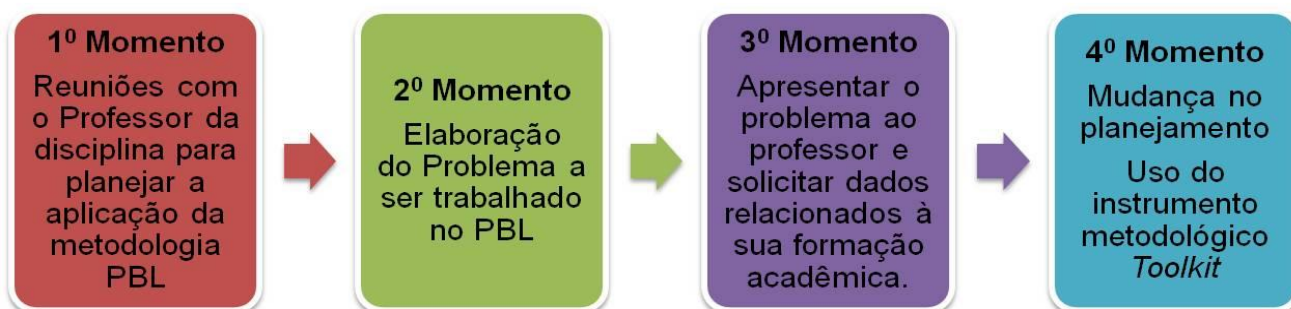 1º Momento
Reuniões com
o Professor da
disciplina para
planejar a
aplicação da
metodologia
PBL
2º Momento
Elaboração
do Problema a
ser trabalhado
no PBL
3º Momento
Apresentar o
problema ao
professor e
solicitar dados
relacionados à
sua formação
acadêmica.
4º Momento
Mudança no
planejamento
Uso do
instrumento
metodológico
Toolkit